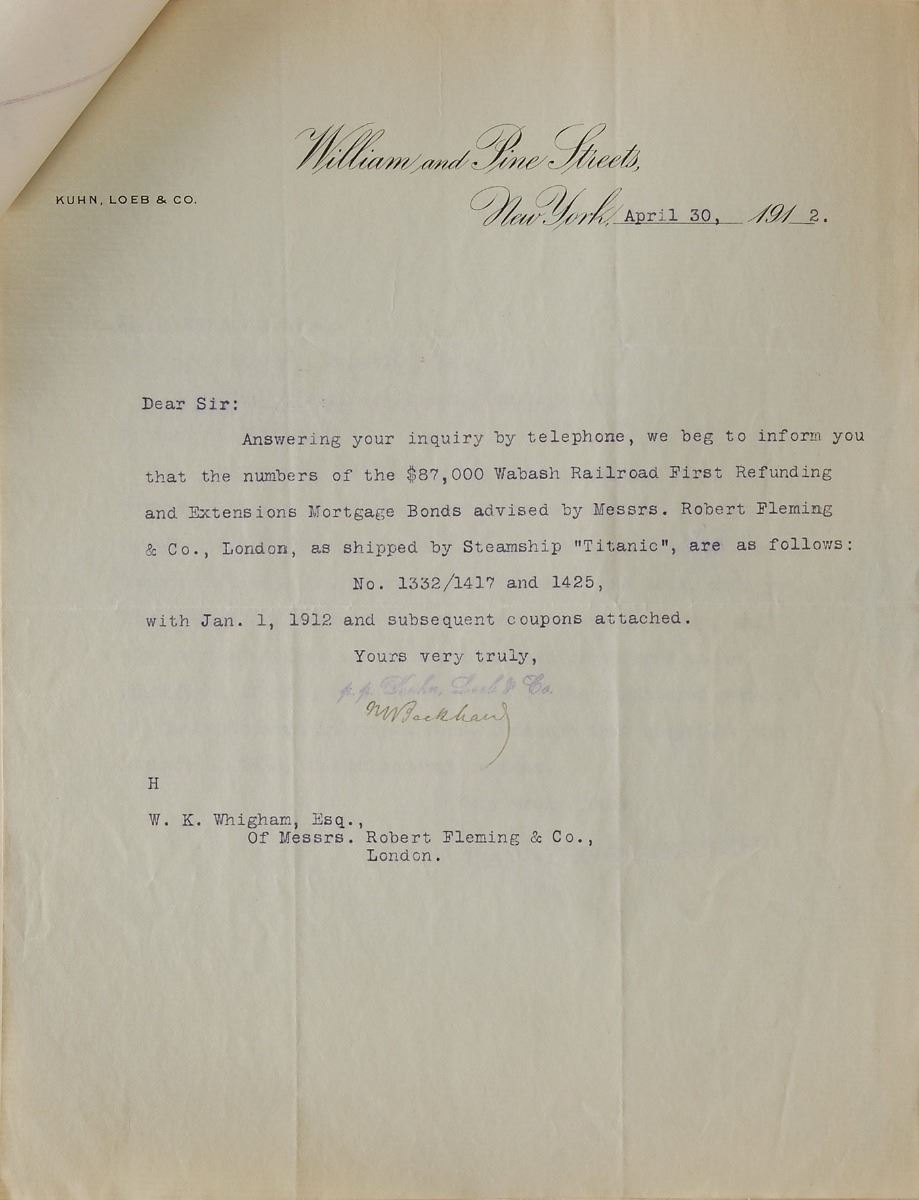 William and Pine Streets,
KUHN, LOEB & CO.
New York, April 30, 1912.
Dear Sir:
Answering your inquiry by telephone, we beg to inform you
that the numbers of the $87,000 Wabash Railroad First Refunding
and Extensions Mortgage Bonds advised by Messrs. Robert Fleming
& Co., London, as shipped by Steamship "Titanic", are as follows:
No. 1332/1417 and 1425,
with Jan. 1, 1912 and subsequent coupons attached.
Yours very truly,
p.p. Kuhn, Loeb & Co.
H
W. K. Whigham, Esq.,
Of Messrs. Robert Fleming & Co.,
London.